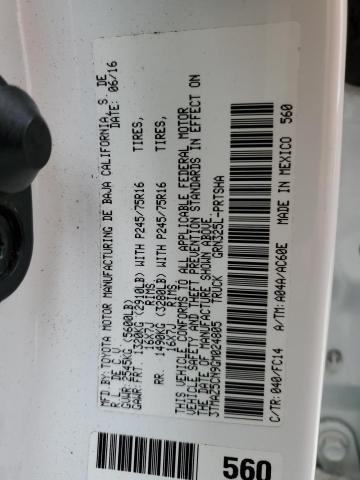 MFD.BY:TOYOTA MOTOR MANUFACTURING DE BAJA CALIFORNIA, S DE
R.L. DE C.V. DATE: 06/16
GVWR: 2545KG (5600LB)
GAWR:FRT. 1320KG (2910LB) WITH P245/75R16 TIRES,
16X7J RIMS
RR. 1490KG (3280LB) WITH P245/75R16 TIRES,
16X7J RIMS
THIS VEHICLE CONFORMS TO ALL APPLICABLE FEDERAL MOTOR
VEHICLE SAFETY AND THEFT PREVENTION STANDARDS IN EFFECT ON
THE DATE OF MANUFACTURE SHOWN ABOVE.
3TMAZ5CN9GM024085 TRUCK GRN325L-PRTSHA
C/TR: 040/FC14 A/TM: A04A/AC60E MADE IN MEXICO 560
560